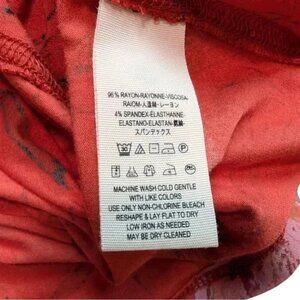 96% RAYON-RAYONNE-VISCOSA-
RAIOM-人造絲-レーヨン
4% SPANDEX-ELASTHANNE-
ELASTANO-ELASTAN-
スパンデックス
30
MACHINE WASH COLD GENTLE
WITH LIKE COLORS
USE ONLY NON-CHLORINE BLEACH
RESHAPE & LAY FLAT TO DRY
LOW IRON AS NEEDED
MAY BE DRY CLEANED